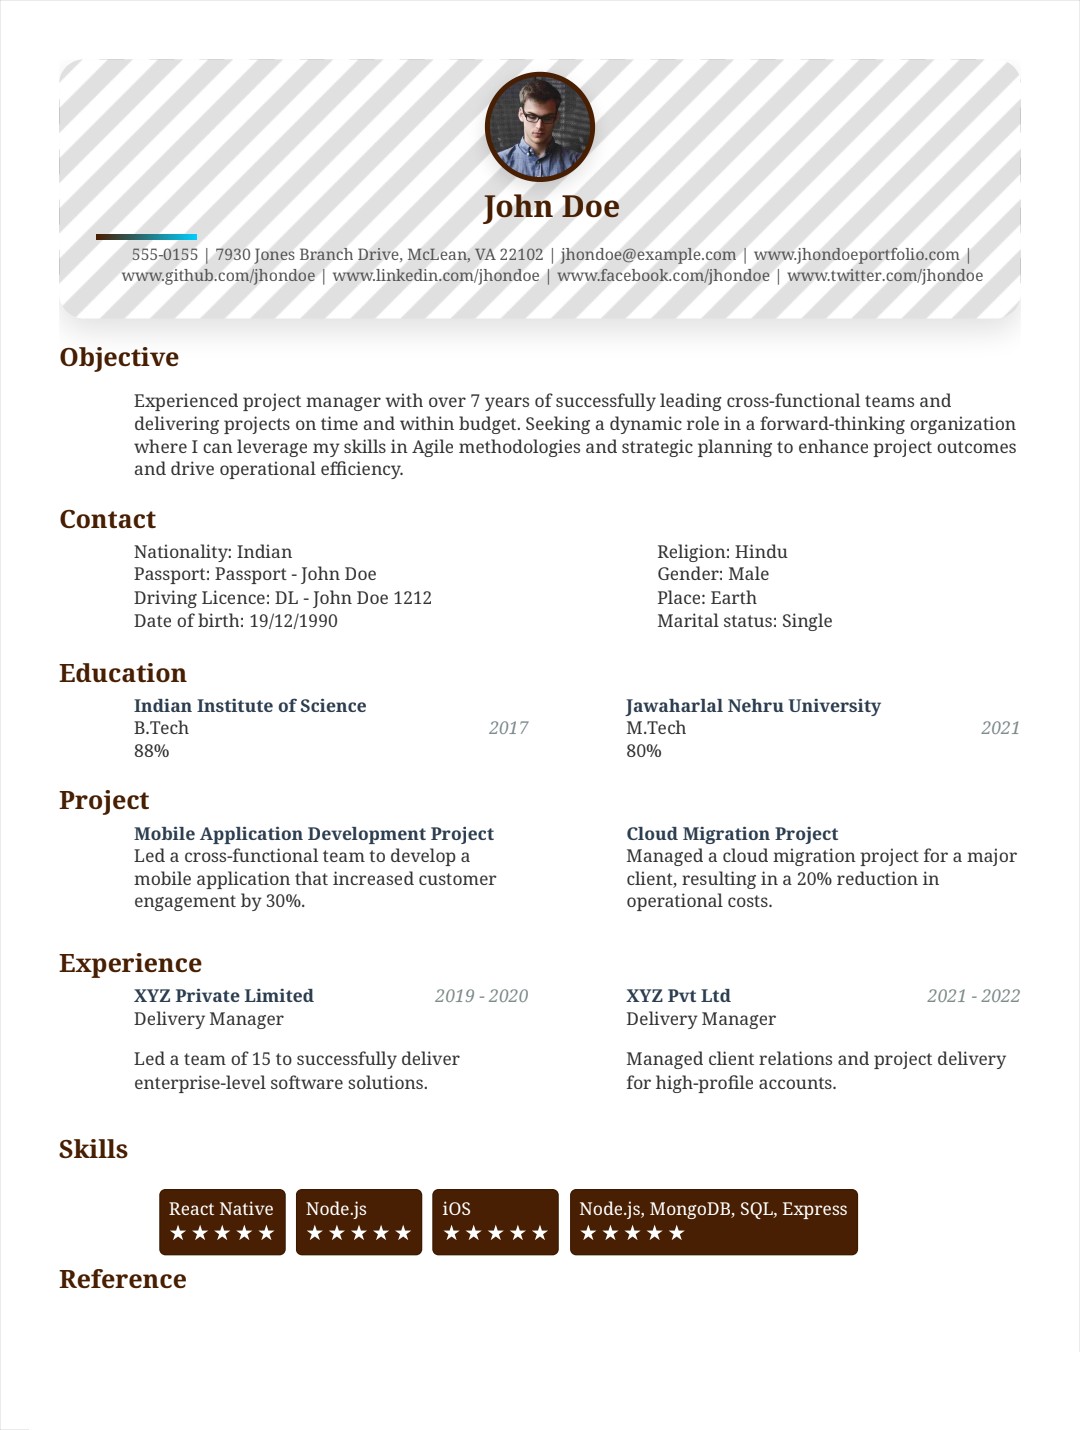 John Doe
555-0155 | 7930 Jones Branch Drive, McLean, VA 22102 | jhondoe@example.com | www.jhondoeportfolio.com |
www.github.com/jhondoe | www.linkedin.com/jhondoe | www.facebook.com/jhondoe | www.twitter.com/jhondoe
Objective
Experienced project manager with over 7 years of successfully leading cross-functional teams and
delivering projects on time and within budget. Seeking a dynamic role in a forward-thinking organization
where I can leverage my skills in Agile methodologies and strategic planning to enhance project outcomes
and drive operational efficiency.
Contact
Nationality: Indian
Passport: Passport - John Doe
Driving Licence: DL - John Doe 1212
Date of birth: 19/12/1990
Religion: Hindu
Gender: Male
Place: Earth
Marital status: Single
Education
Indian Institute of Science
B.Tech 2017
88%
Jawaharlal Nehru University
M.Tech 2021
80%
Project
Mobile Application Development Project
Led a cross-functional team to develop a
mobile application that increased customer
engagement by 30%.
Cloud Migration Project
Managed a cloud migration project for a major
client, resulting in a 20% reduction in
operational costs.
Experience
XYZ Private Limited 2019 - 2020
Delivery Manager
Led a team of 15 to successfully deliver
enterprise-level software solutions.
XYZ Pvt Ltd 2021 - 2022
Delivery Manager
Managed client relations and project delivery
for high-profile accounts.
Skills
React Native
★★★★★
Node.js
★★★★★
iOS
★★★★★
Node.js, MongoDB, SQL, Express
★★★★★
Reference